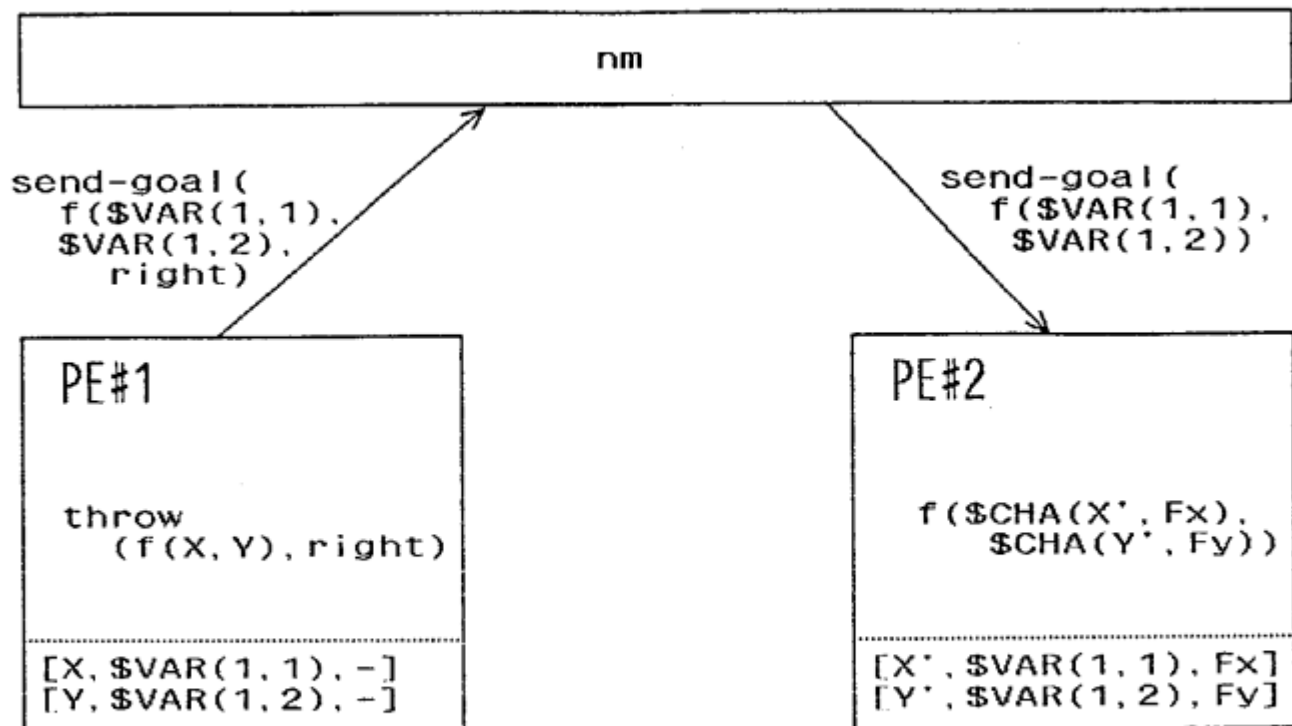 nm
send-goal(
f($VAR(1,1),
$VAR(1,2),
right)
send-goal(
f($VAR(1,1),
$VAR(1,2))
PE#1
throw
(f(X,Y),right)
[X,$VAR(1,1),-]
[Y,$VAR(1,2),-]
PE#2
f($CHA(X',Fx),
$CHA(Y',Fy))
[X',$VAR(1,1),Fx]
[Y',$VAR(1,2),Fy]